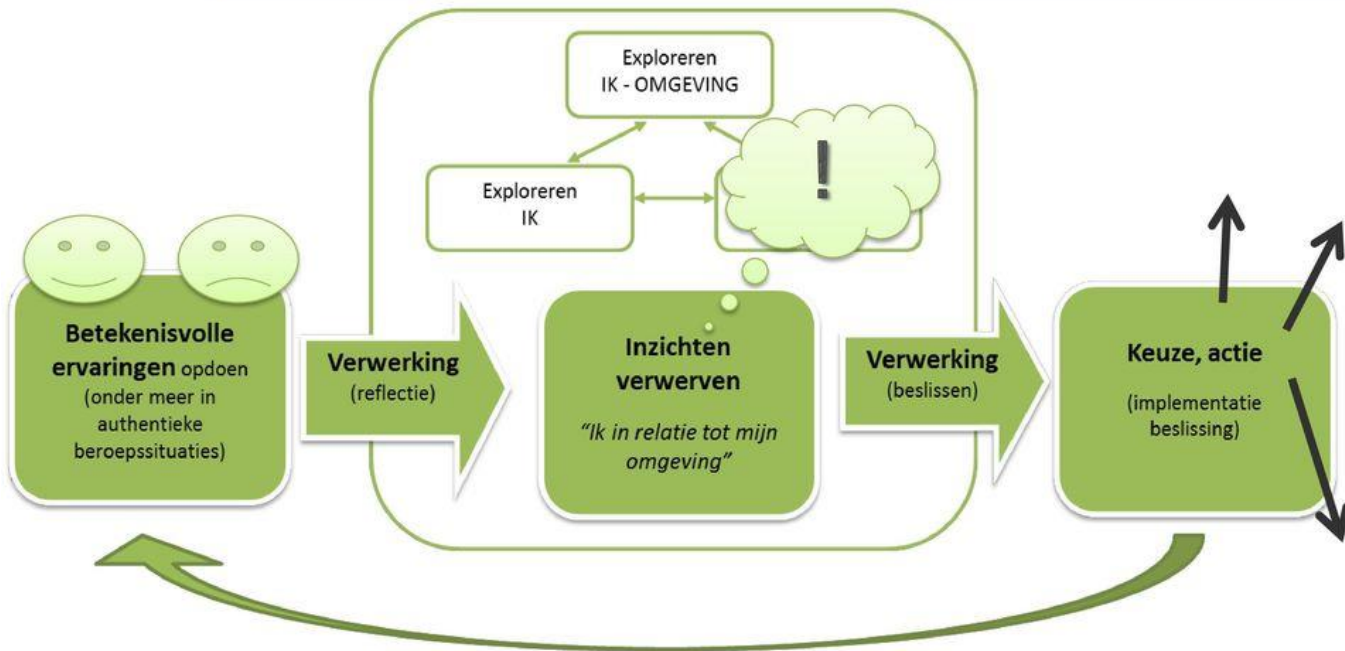 Exploreren
IK - OMGEVING
Exploreren
IK
!
Betekenisvolle
ervaringen opdoen
(onder meer in
authentieke
beroepssituaties)
Verwerking
(reflectie)
Inzichten
verwerven
“Ik in relatie tot mijn
omgeving”
Verwerking
(beslissen)
Keuze, actie
(implementatie
beslissing)